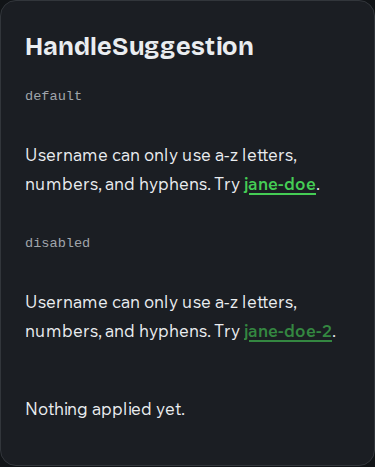 HandleSuggestion
default
Username can only use a-z letters,
numbers, and hyphens. Try jane-doe.
disabled
Username can only use a-z letters,
numbers, and hyphens. Try jane-doe-2.
Nothing applied yet.